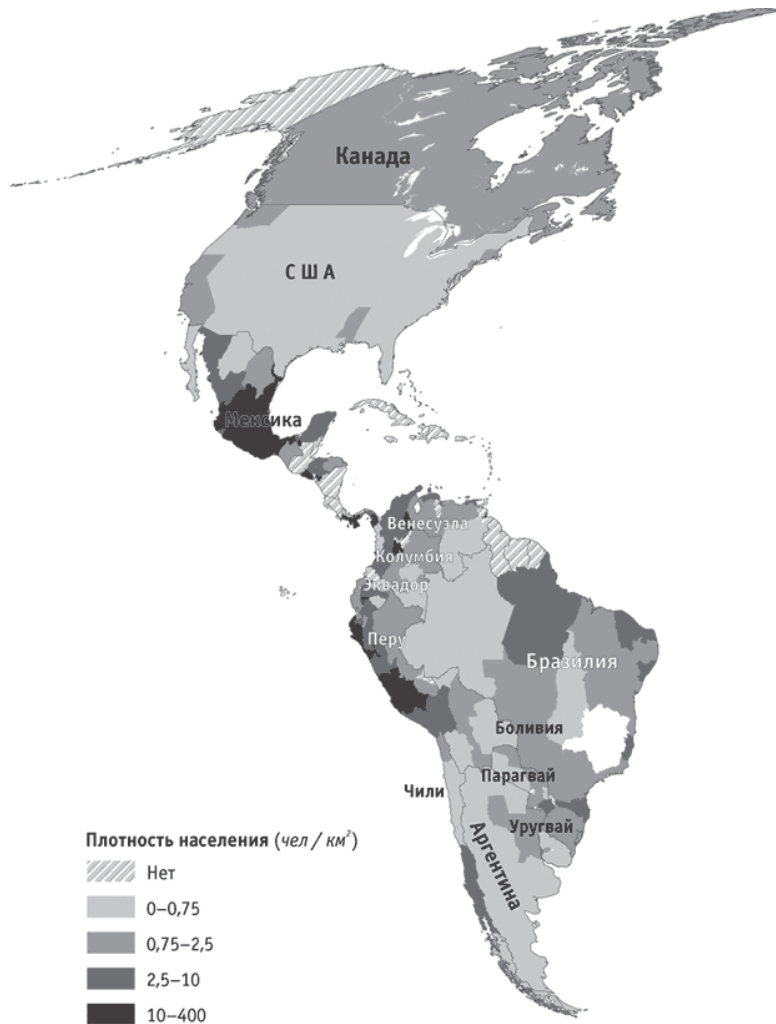 Канада
США
Мексика
Венесуэла
Колумбия
Эквадор
Перу
Бразилия
Боливия
Парагвай
Чили
Уругвай
Аргентина
Плотность населения (чел / км²)
Нет
0–0,75
0,75–2,5
2,5–10
10–400